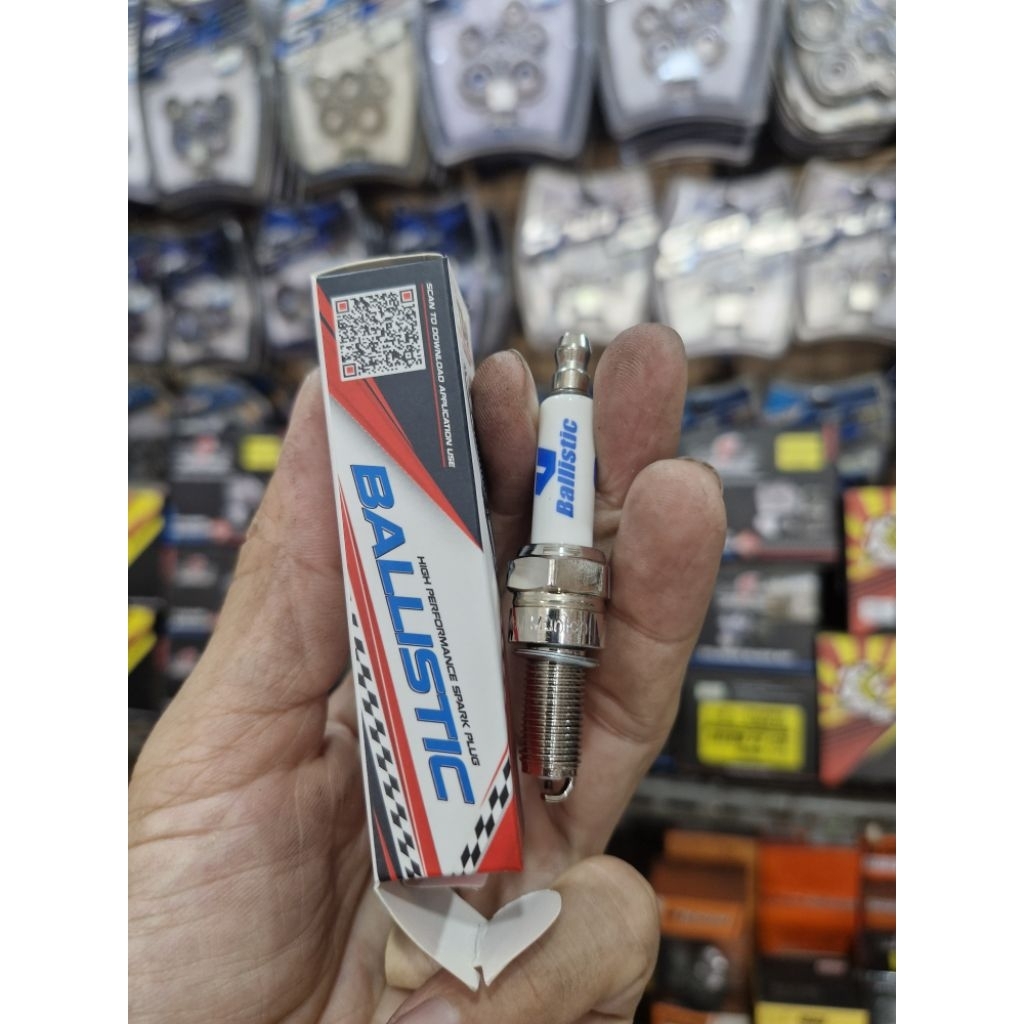 SCAN TO DOWNLOAD APPLICATION USE
BALLISTIC
HIGH PERFORMANCE SPARK PLUG
Ballistic